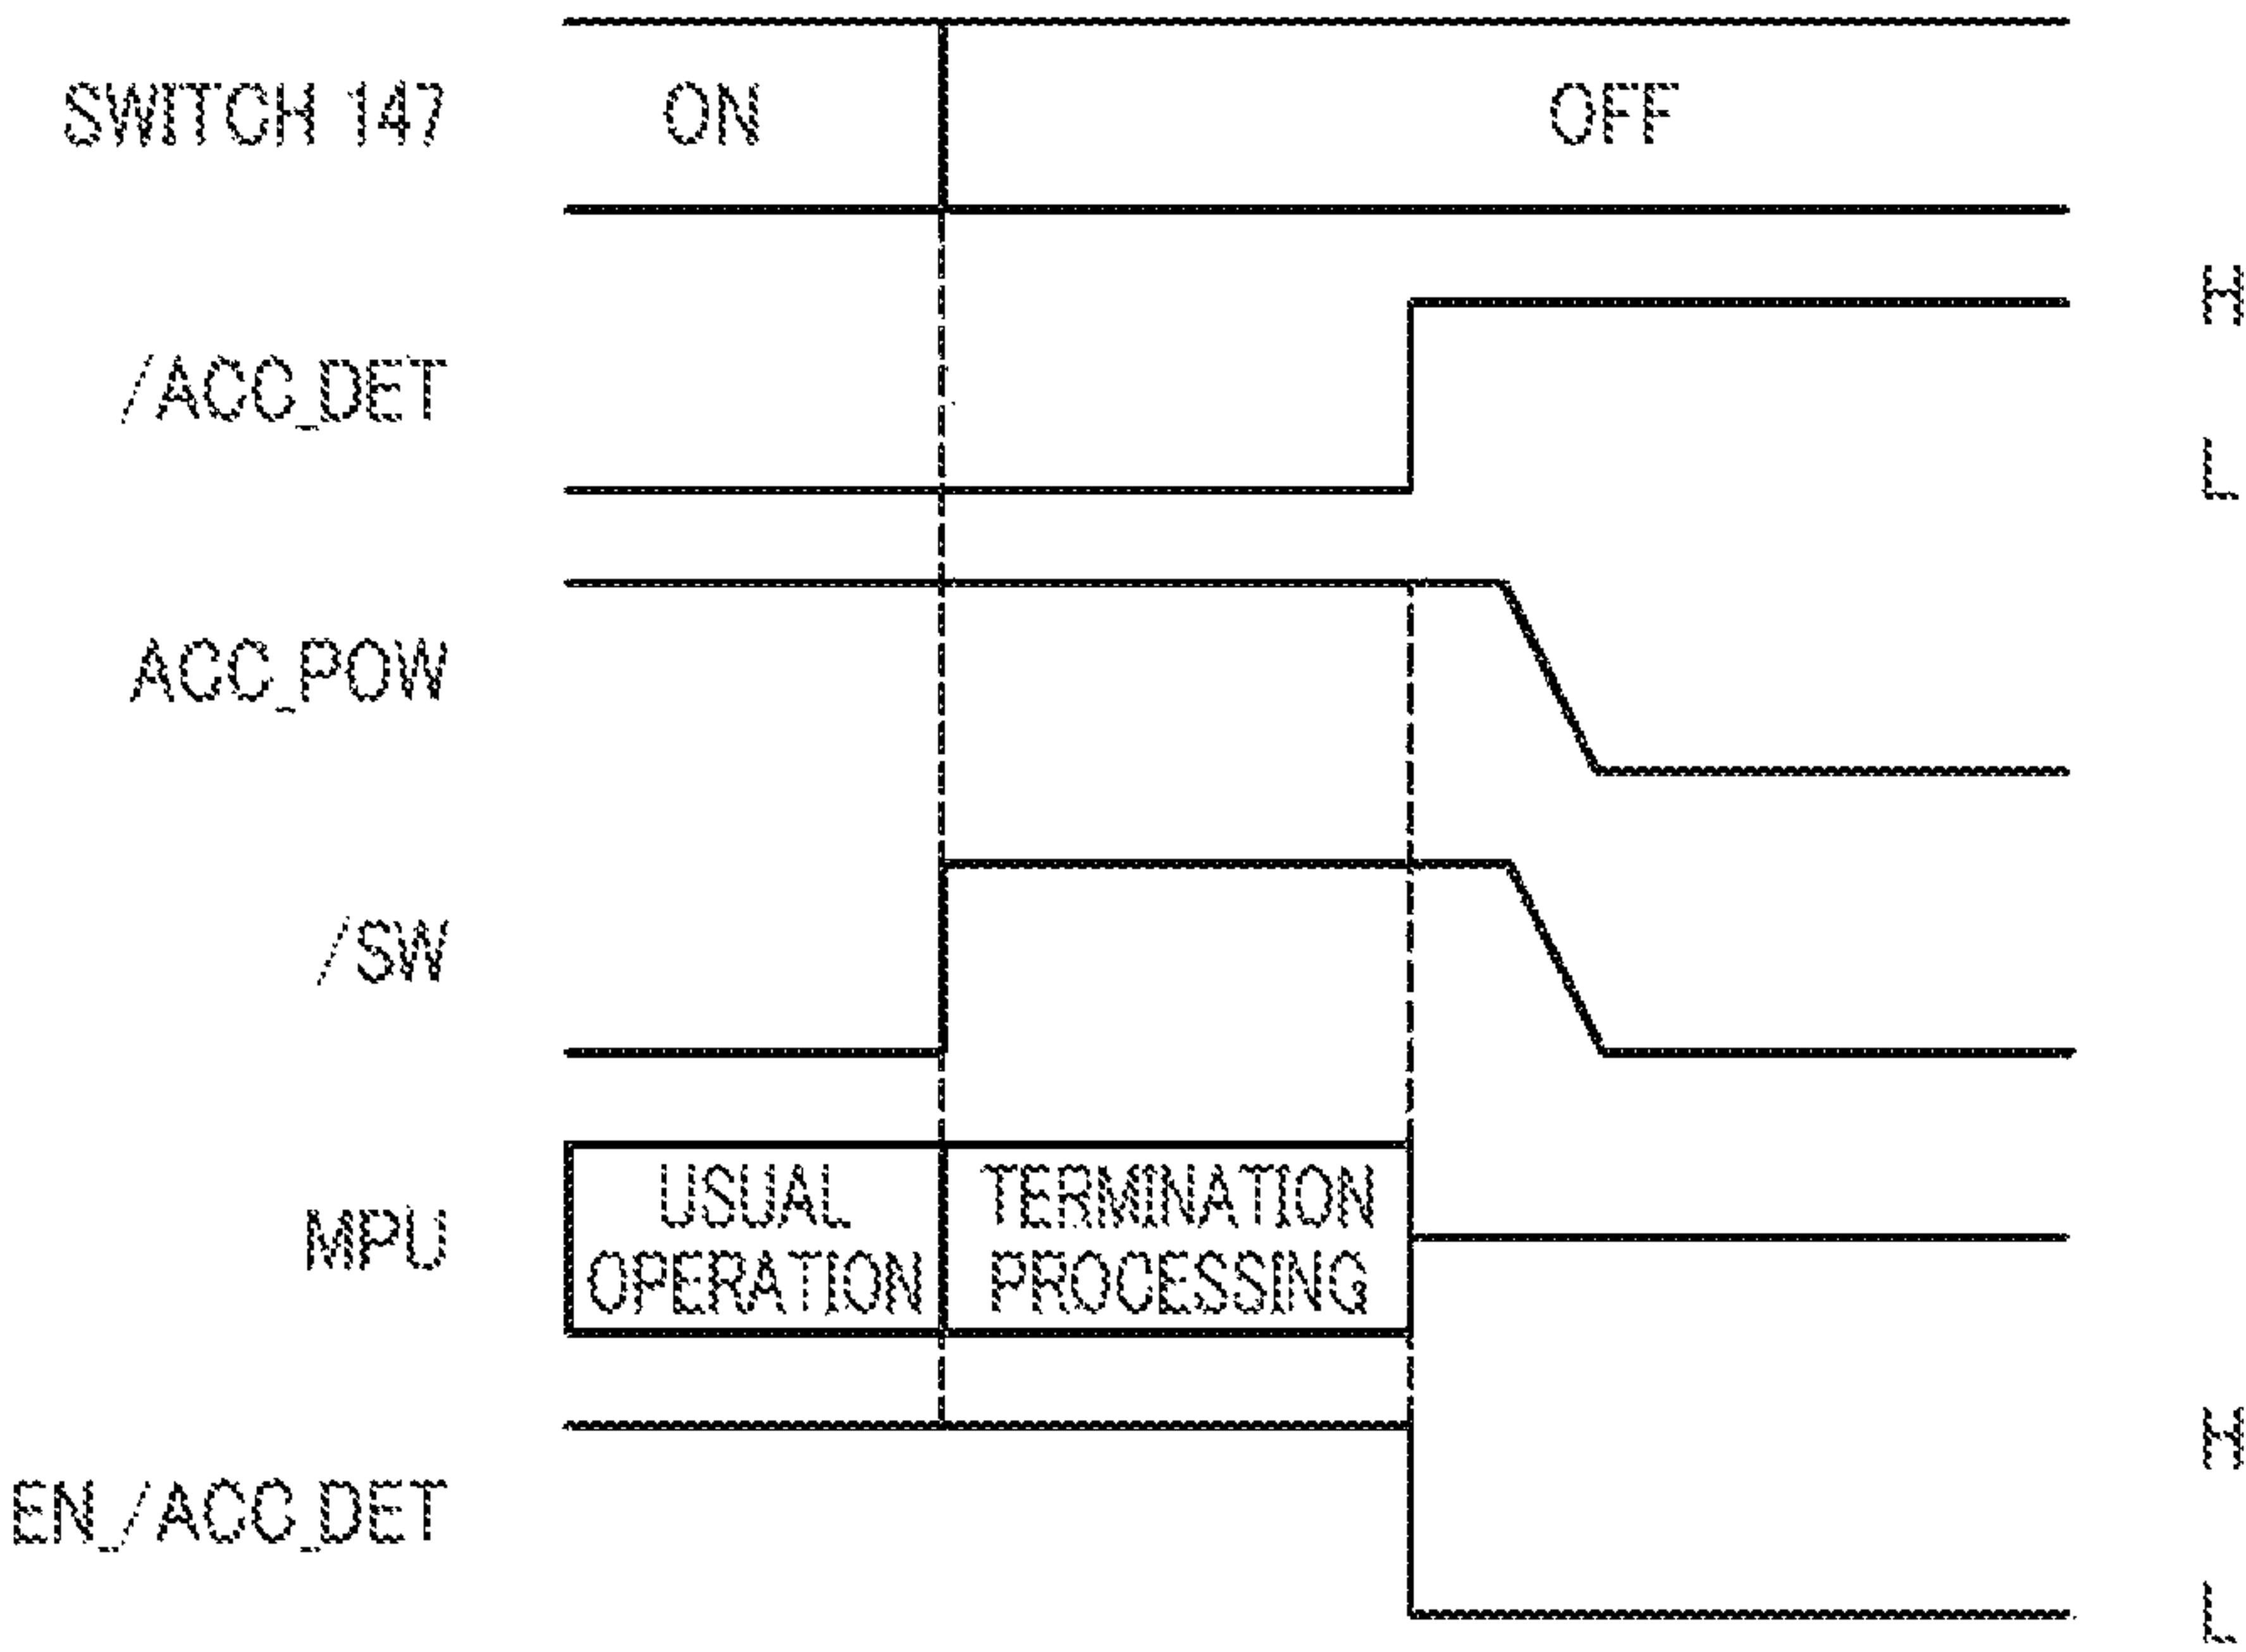 SWITCH 147 ON OFF
H
/ACC_DET
L
ACC_POW
/SW
USUAL TERMINATION
MPU
OPERATION PROCESSING
H
EN_/ACC_DET
L